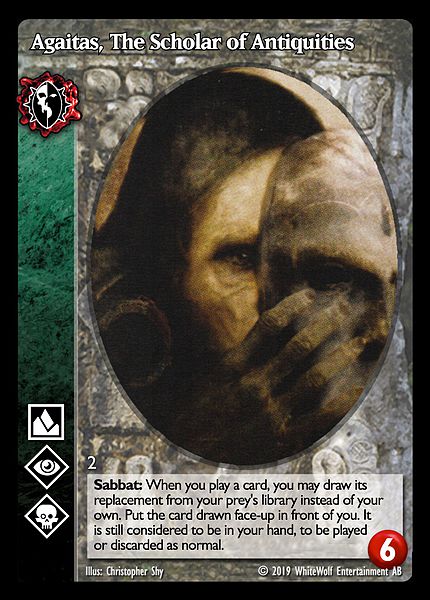 Agaitas, The Scholar of Antiquities
2
Sabbat: When you play a card, you may draw its
replacement from your prey's library instead of your
own. Put the card drawn face-up in front of you. It
is still considered to be in your hand, to be played
or discarded as normal.
6
Illus: Christopher Shy © 2019 WhiteWolf Entertainment AB